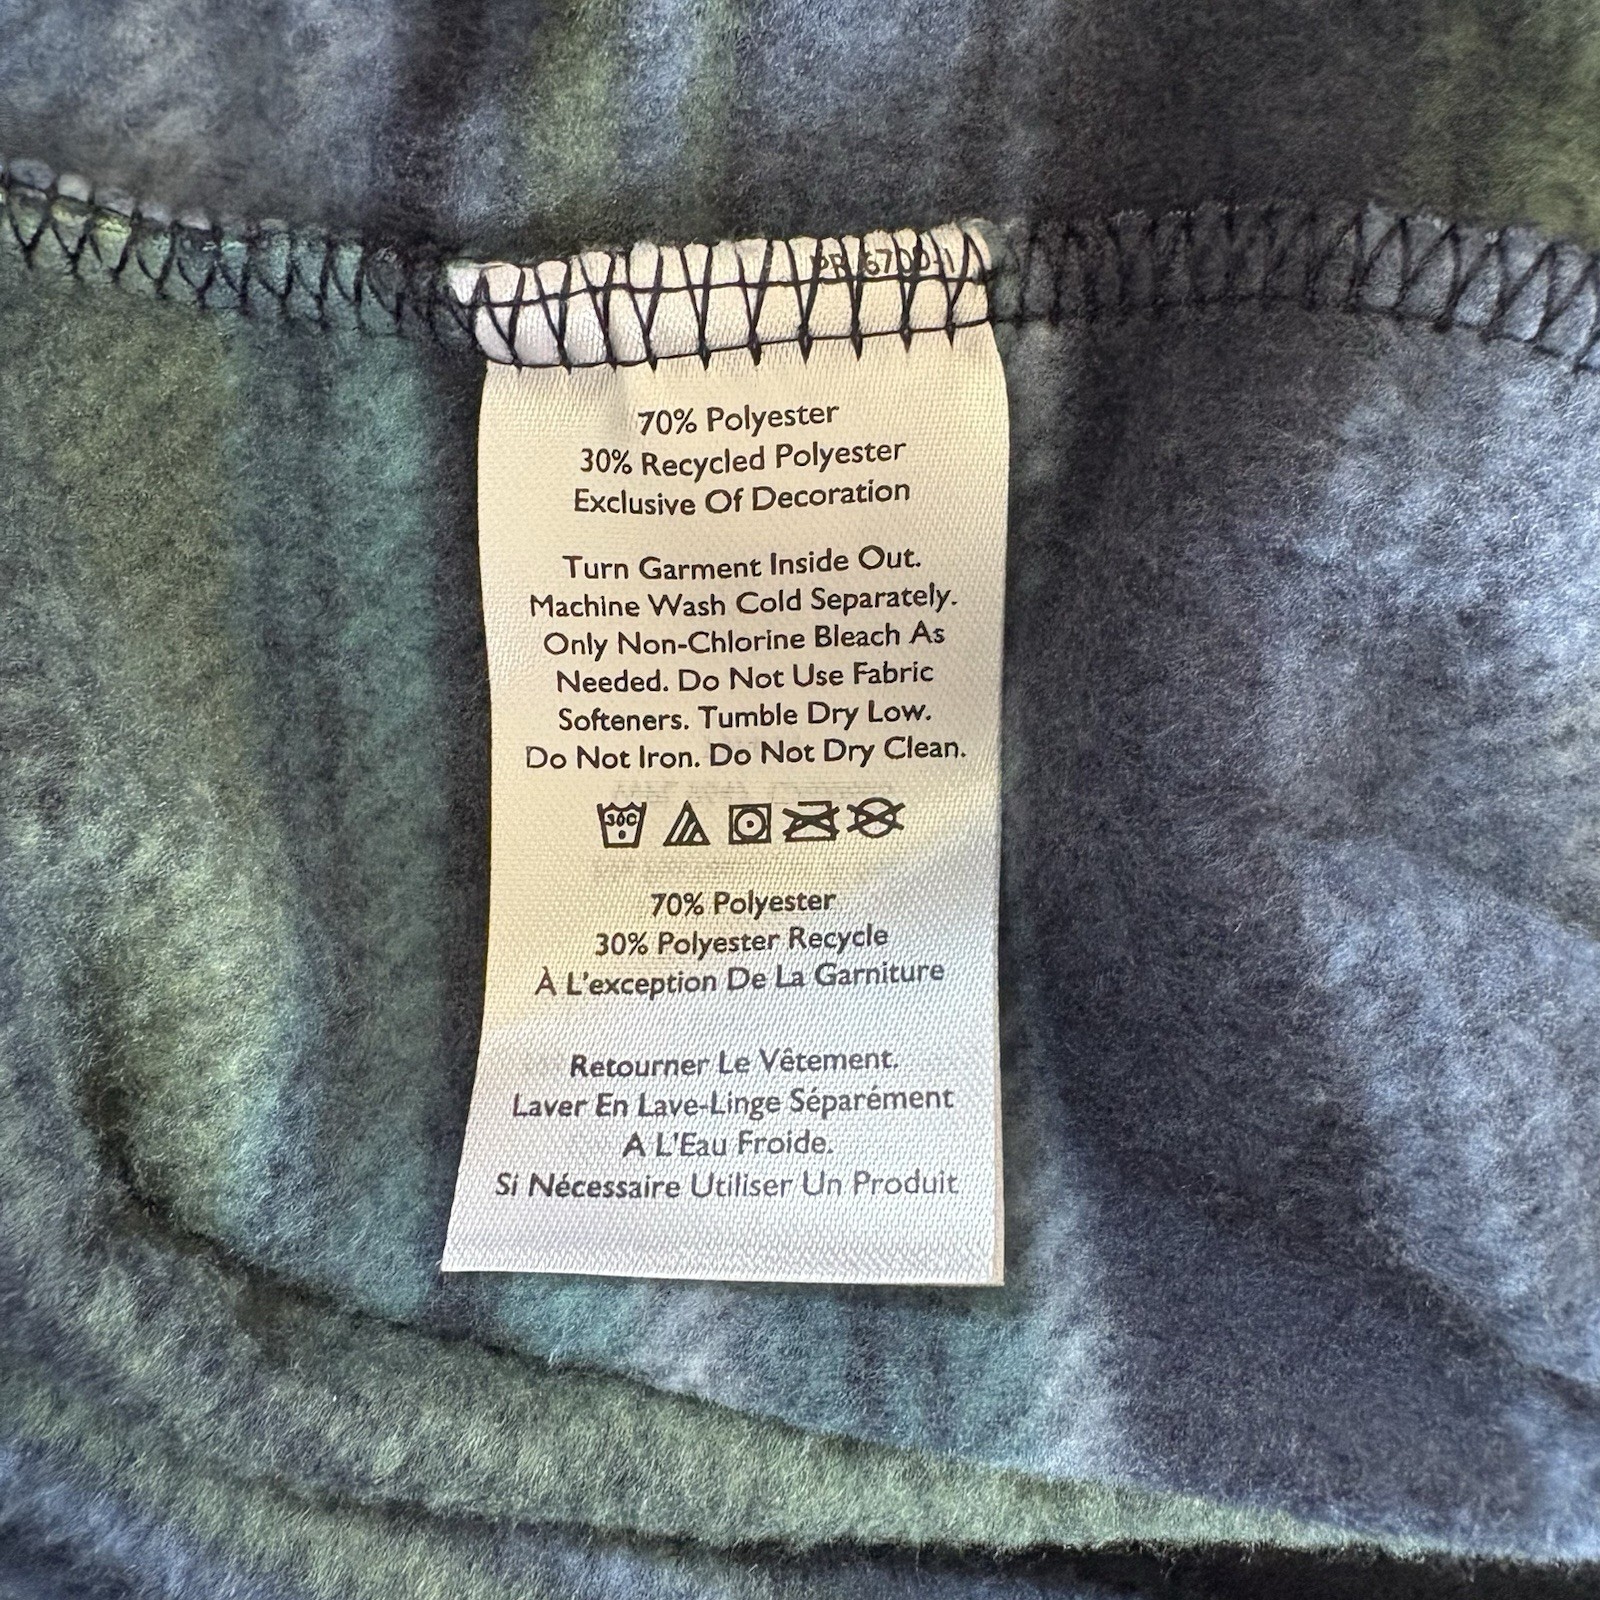 70% Polyester
30% Recycled Polyester
Exclusive Of Decoration
Turn Garment Inside Out.
Machine Wash Cold Separately.
Only Non-Chlorine Bleach As
Needed. Do Not Use Fabric
Softeners. Tumble Dry Low.
Do Not Iron. Do Not Dry Clean.
30C
70% Polyester
30% Polyester Recycle
À L'exception De La Garniture
Retourner Le Vêtement.
Laver En Lave-Linge Séparément
A L'Eau Froide.
Si Nécessaire Utiliser Un Produit